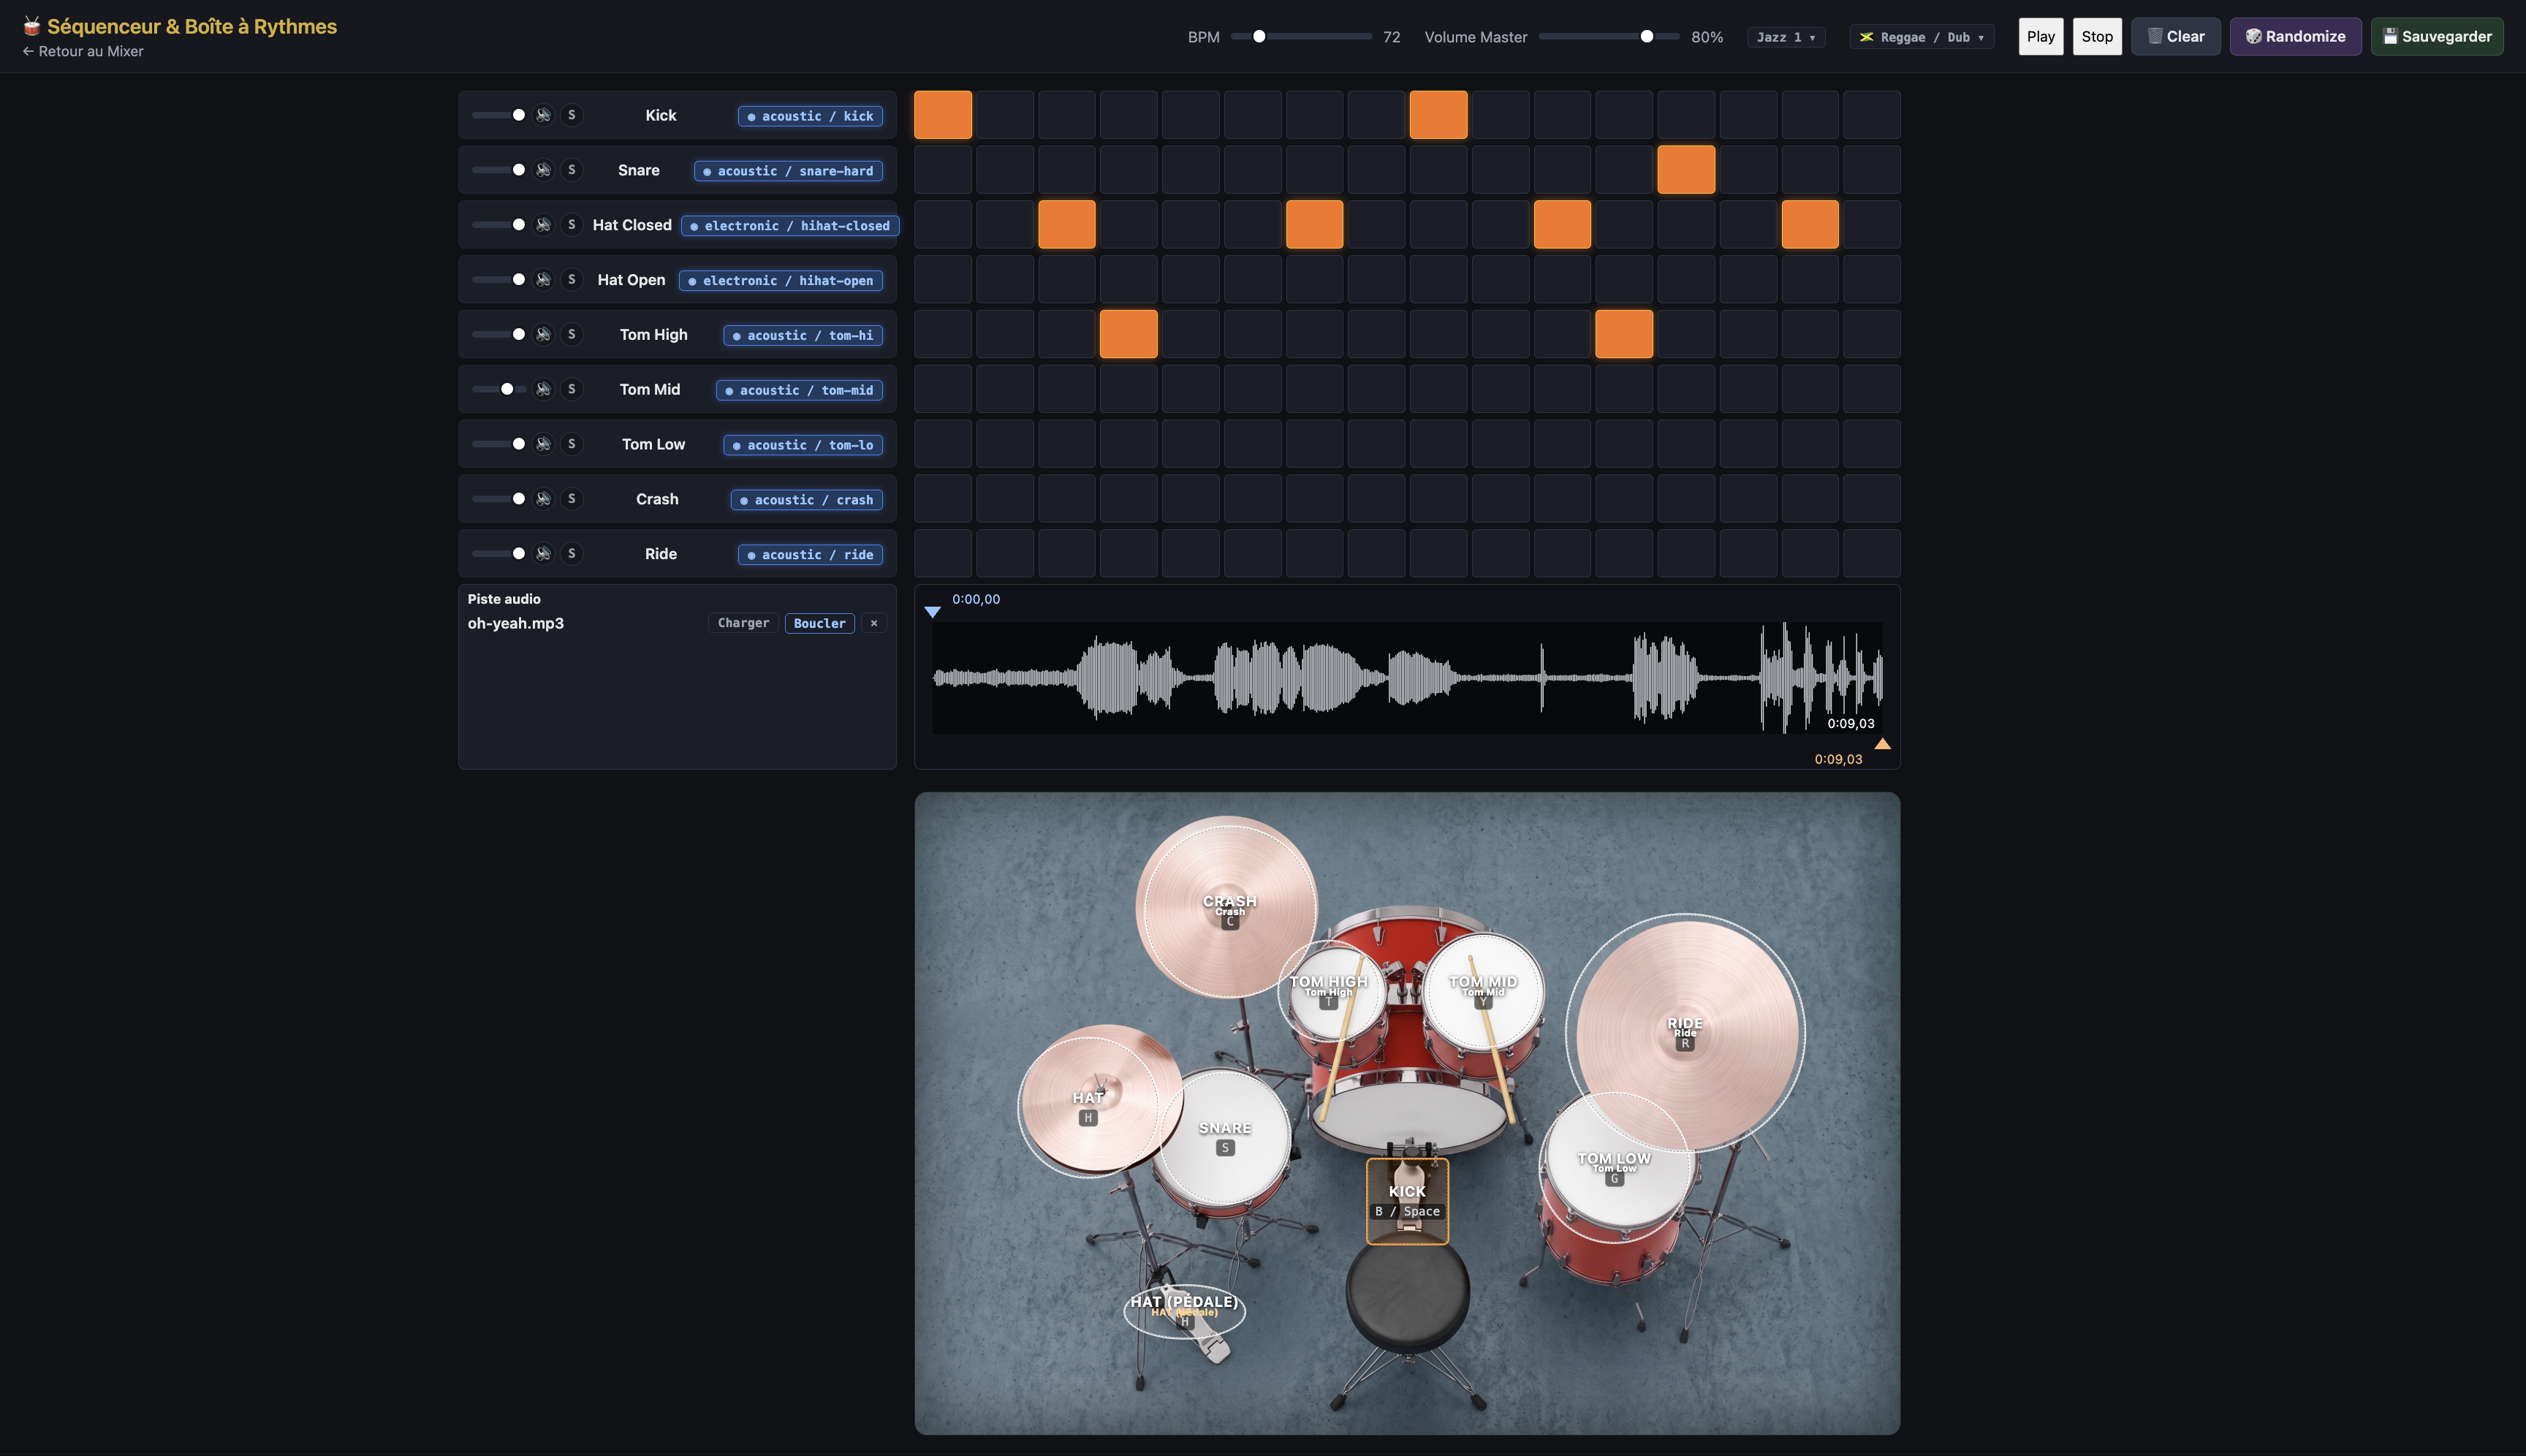 🥁 Séquenceur & Boîte à Rythmes
← Retour au Mixer
BPM 72 Volume Master 80% Jazz 1 ▾ Reggae / Dub ▾ Play Stop 🗑️ Clear 🎲 Randomize 💾 Sauvegarder
S Kick ◉ acoustic / kick
S Snare ◉ acoustic / snare-hard
S Hat Closed ◉ electronic / hihat-closed
S Hat Open ◉ electronic / hihat-open
S Tom High ◉ acoustic / tom-hi
S Tom Mid ◉ acoustic / tom-mid
S Tom Low ◉ acoustic / tom-lo
S Crash ◉ acoustic / crash
S Ride ◉ acoustic / ride
Piste audio
oh-yeah.mp3 Charger Boucler ×
0:00,00
0:09,03
0:09,03
CRASH
Crash
C
TOM HIGH
Tom High
T
TOM MID
Tom Mid
Y
RIDE
Ride
R
HAT
H
SNARE
S
TOM LOW
Tom Low
G
KICK
B / Space
HAT (PÉDALE)
HAT (pédale)
H